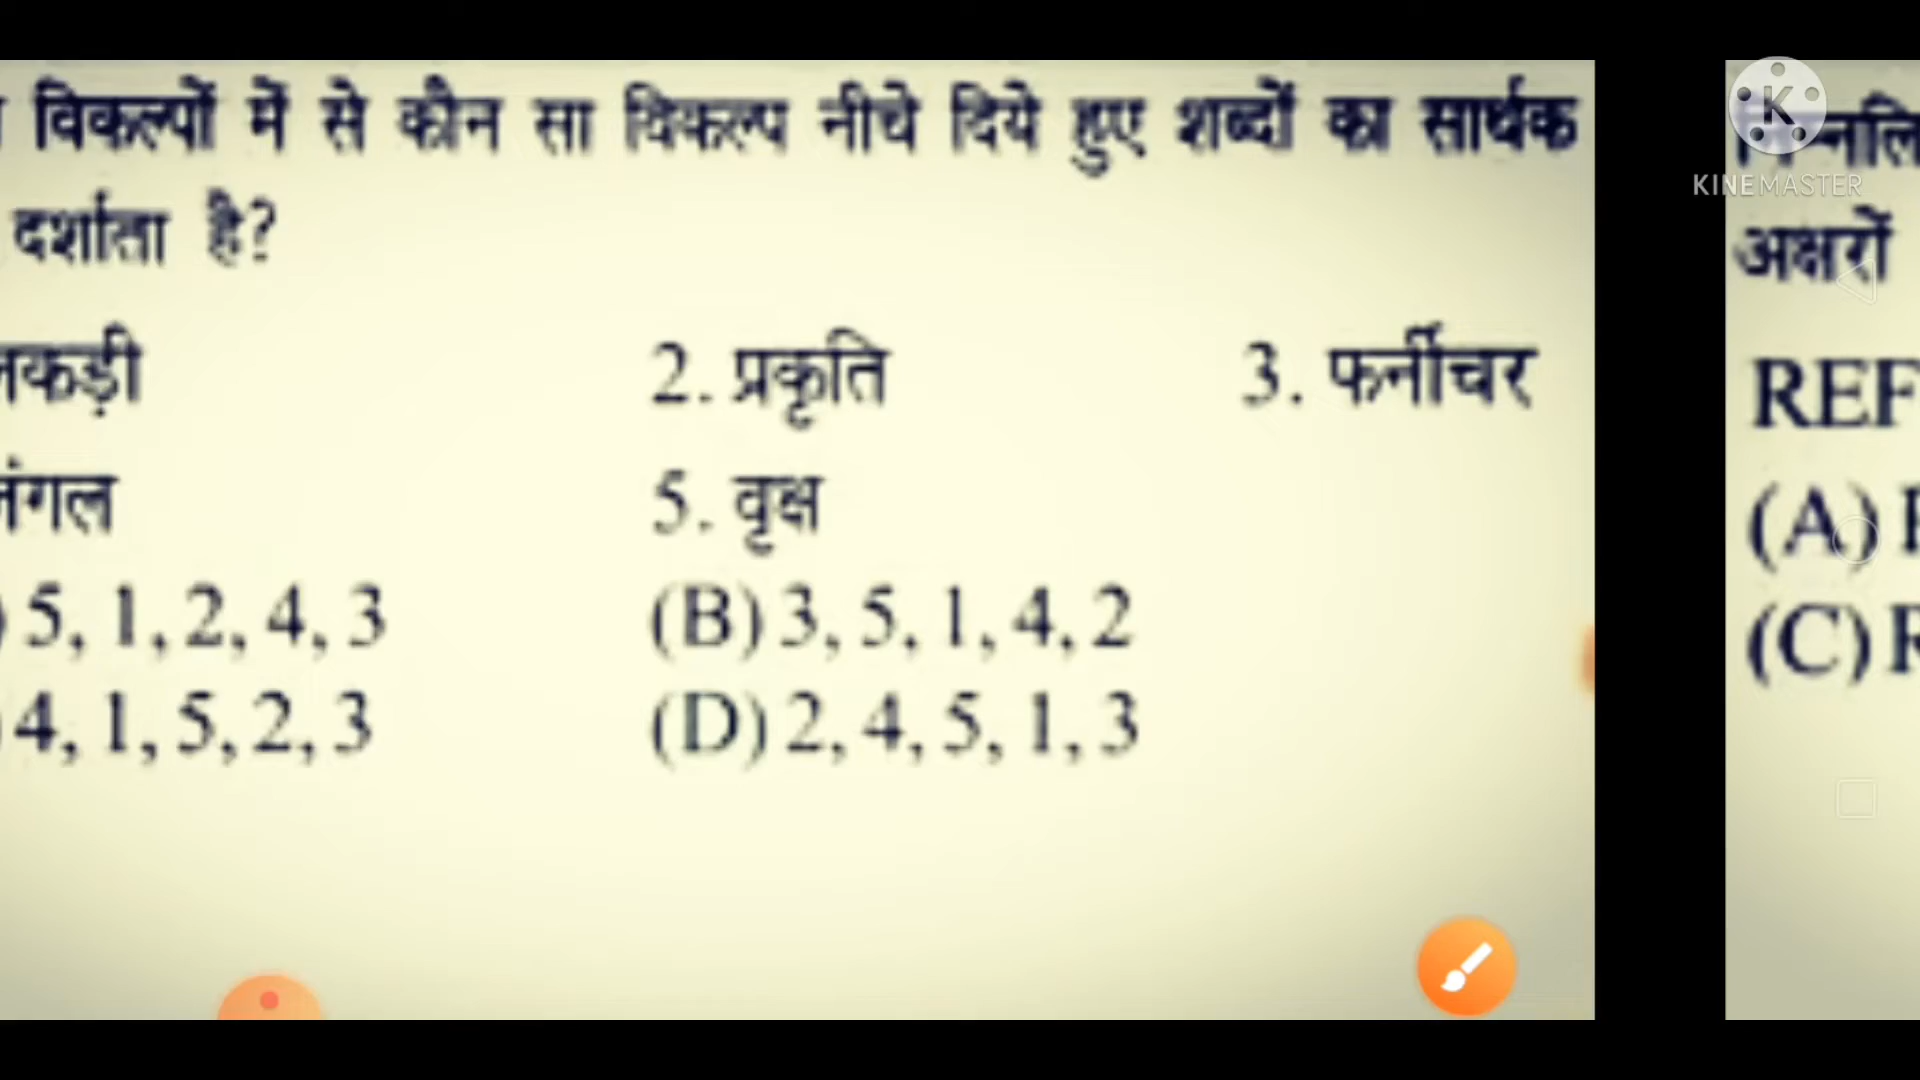 विकल्पों में से कौन सा विकल्प नीचे दिये हुए शब्दों का सार्थक
दर्शाता है?
2. प्रकृति 3. फर्नीचर
5. वृक्ष
5, 1, 2, 4, 3 (B) 3, 5, 1, 4, 2
4, 1, 5, 2, 3 (D) 2, 4, 5, 1, 3
KINEMASTER
अक्षरों
REF
(A)
(C) R